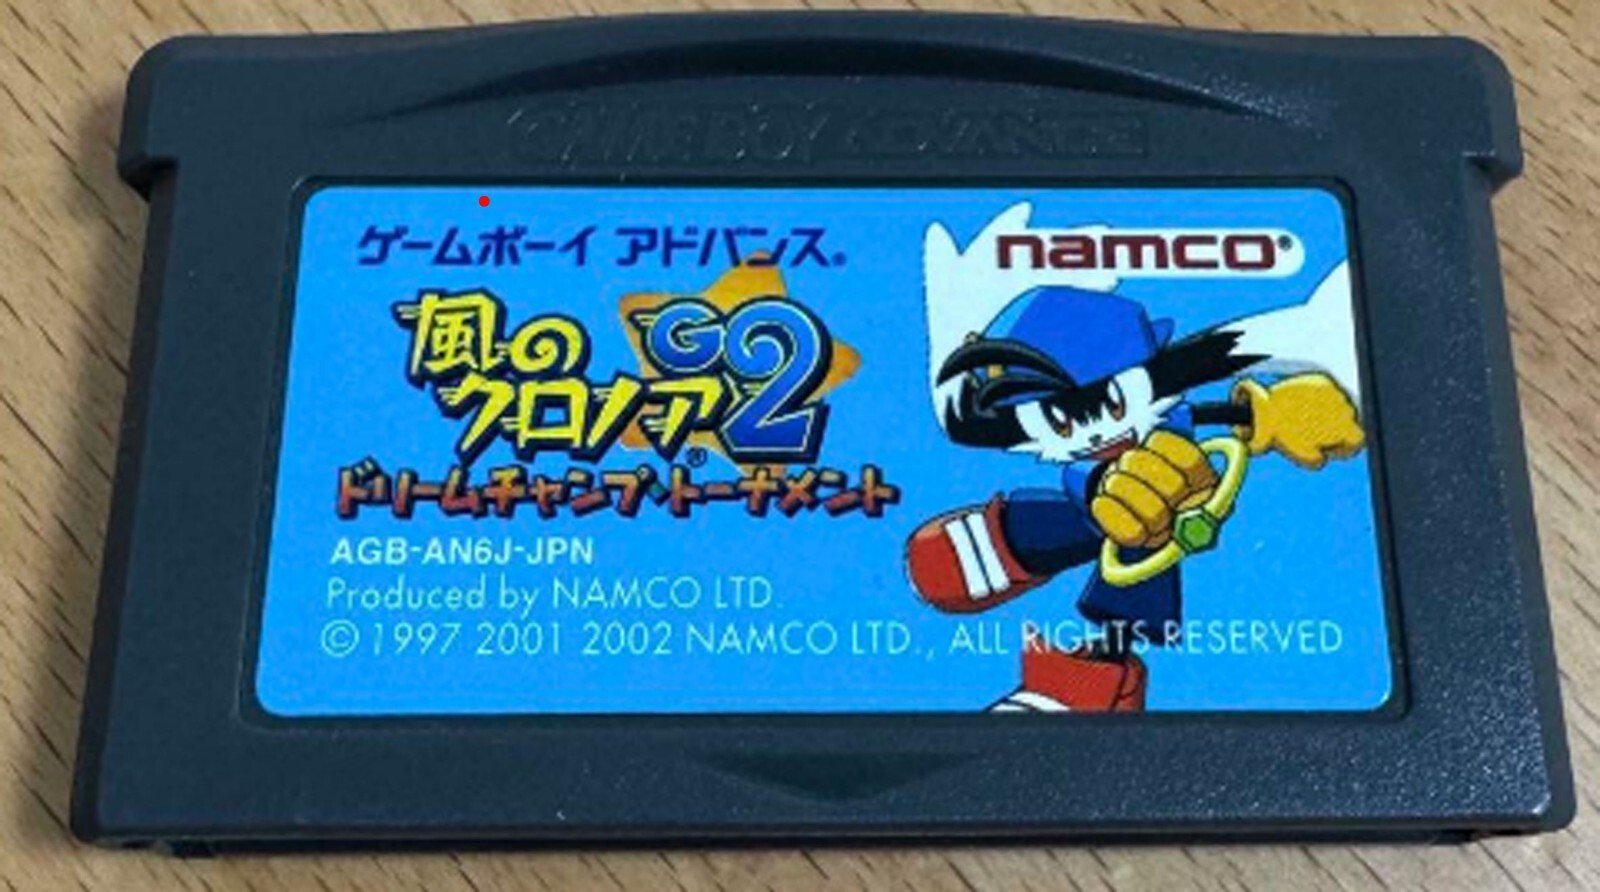 GAME BOY ADVANCE
ゲームボーイ アドバンス®
namco®
風の
G2
クロノア®
ドリームチャンプ・トーナメント
AGB-AN6J-JPN
Produced by NAMCO LTD.
© 1997 2001 2002 NAMCO LTD., ALL RIGHTS RESERVED